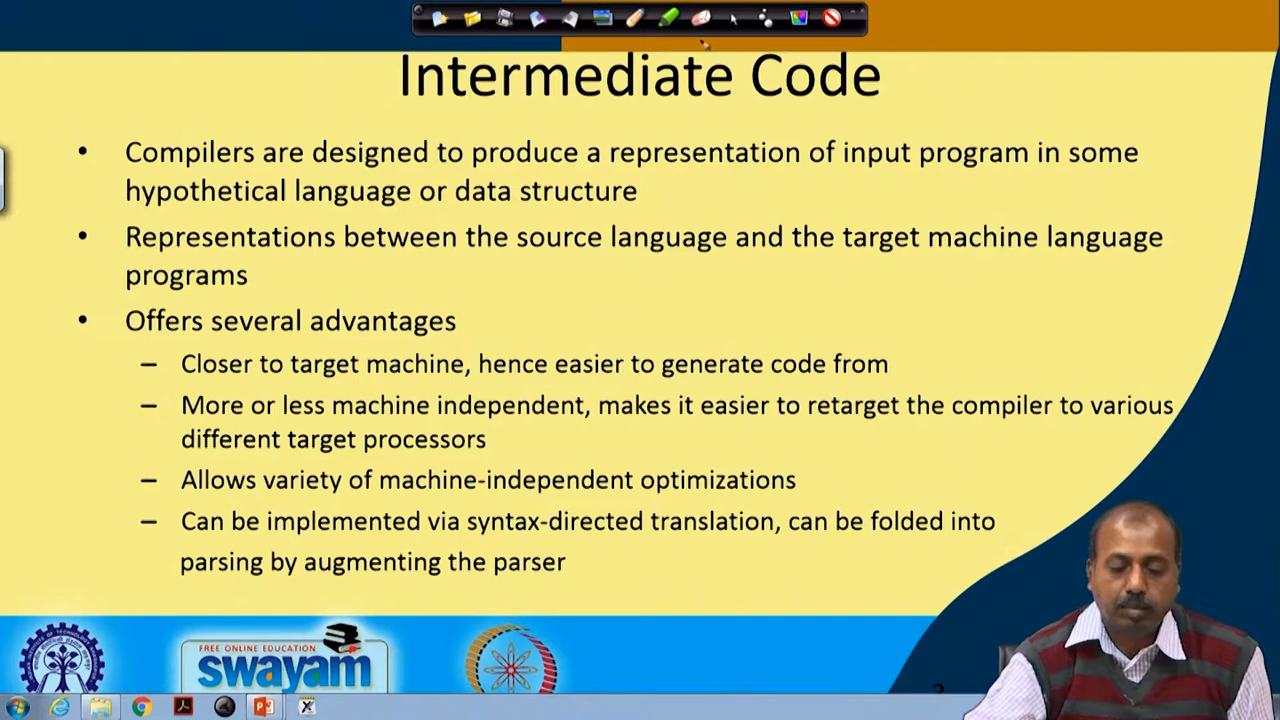 Intermediate Code
• Compilers are designed to produce a representation of input program in some
hypothetical language or data structure
• Representations between the source language and the target machine language
programs
• Offers several advantages
– Closer to target machine, hence easier to generate code from
– More or less machine independent, makes it easier to retarget the compiler to various
different target processors
– Allows variety of machine-independent optimizations
– Can be implemented via syntax-directed translation, can be folded into
parsing by augmenting the parser
FREE ONLINE EDUCATION
swayam